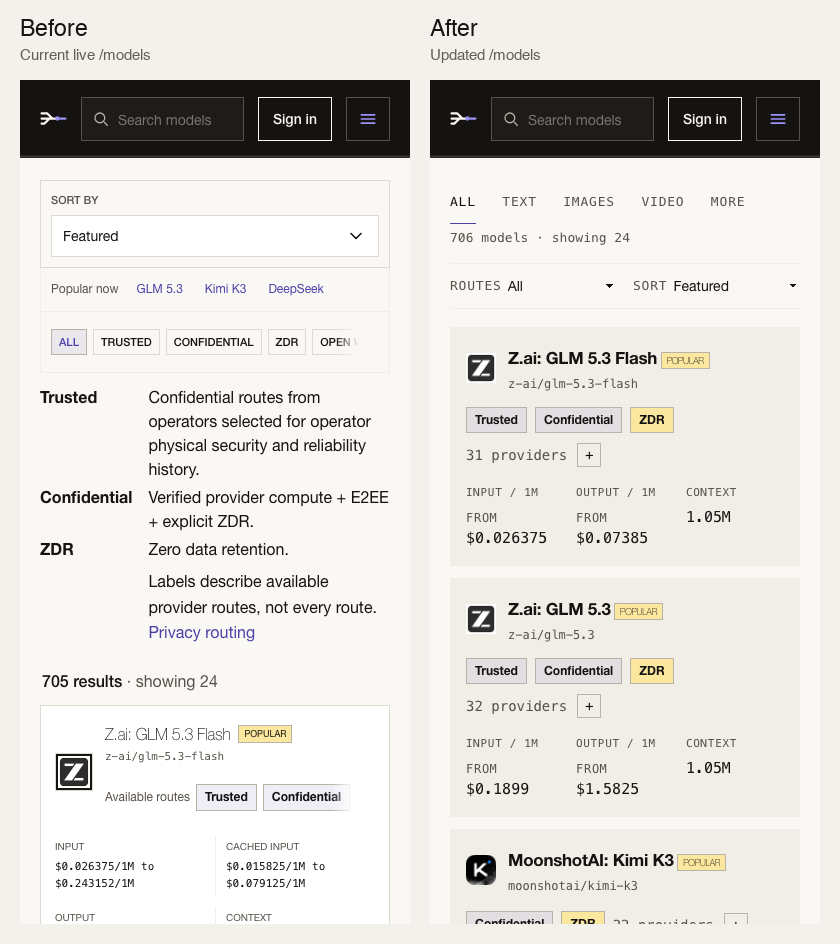 Before
Current live /models
Search models
Sign in
SORT BY
Featured
Popular now GLM 5.3 Kimi K3 DeepSeek
ALL TRUSTED CONFIDENTIAL ZDR OPEN
Trusted Confidential routes from
operators selected for operator
physical security and reliability
history.
Confidential Verified provider compute + E2EE
+ explicit ZDR.
ZDR Zero data retention.
Labels describe available
provider routes, not every route.
Privacy routing
705 results · showing 24
Z.ai: GLM 5.3 Flash POPULAR
z-ai/glm-5.3-flash
Available routes Trusted Confidential
INPUT CACHED INPUT
$0.026375/1M to $0.015825/1M to
$0.243152/1M $0.079125/1M
OUTPUT CONTEXT
After
Updated /models
Search models
Sign in
ALL TEXT IMAGES VIDEO MORE
706 models · showing 24
ROUTES All SORT Featured
Z.ai: GLM 5.3 Flash POPULAR
z-ai/glm-5.3-flash
Trusted Confidential ZDR
31 providers +
INPUT / 1M OUTPUT / 1M CONTEXT
FROM FROM 1.05M
$0.026375 $0.07385
Z.ai: GLM 5.3 POPULAR
z-ai/glm-5.3
Trusted Confidential ZDR
32 providers +
INPUT / 1M OUTPUT / 1M CONTEXT
FROM FROM 1.05M
$0.1899 $1.5825
MoonshotAI: Kimi K3 POPULAR
moonshotai/kimi-k3
Confidential ZDR providers +